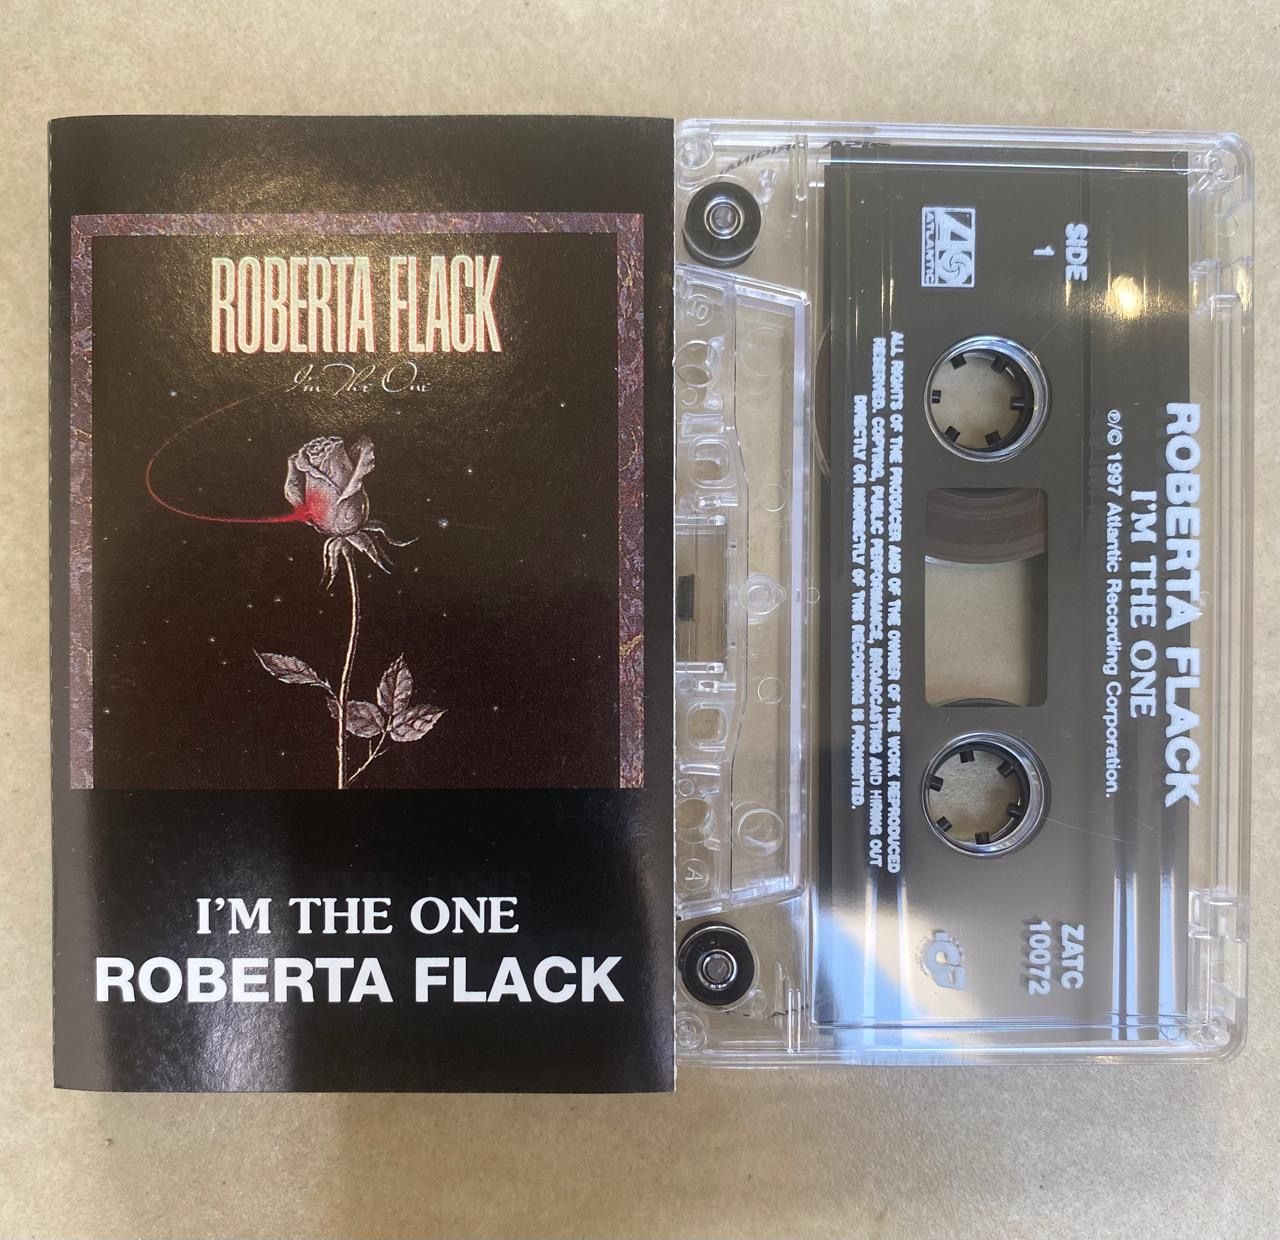 ROBERTA FLACK
I'm The One
I'M THE ONE
ROBERTA FLACK
ROBERTA FLACK
I'M THE ONE
℗/© 1997 Atlantic Recording Corporation.
SIDE
1
ZATC
10072
ATLANTIC
ALL RIGHTS OF THE PRODUCER AND OF THE OWNER OF THE WORK REPRODUCED
RESERVED. COPYING, PUBLIC PERFORMANCE, BROADCASTING AND HIRING OUT
DIRECTLY OR INDIRECTLY OF THE RECORDING IS PROHIBITED.
A